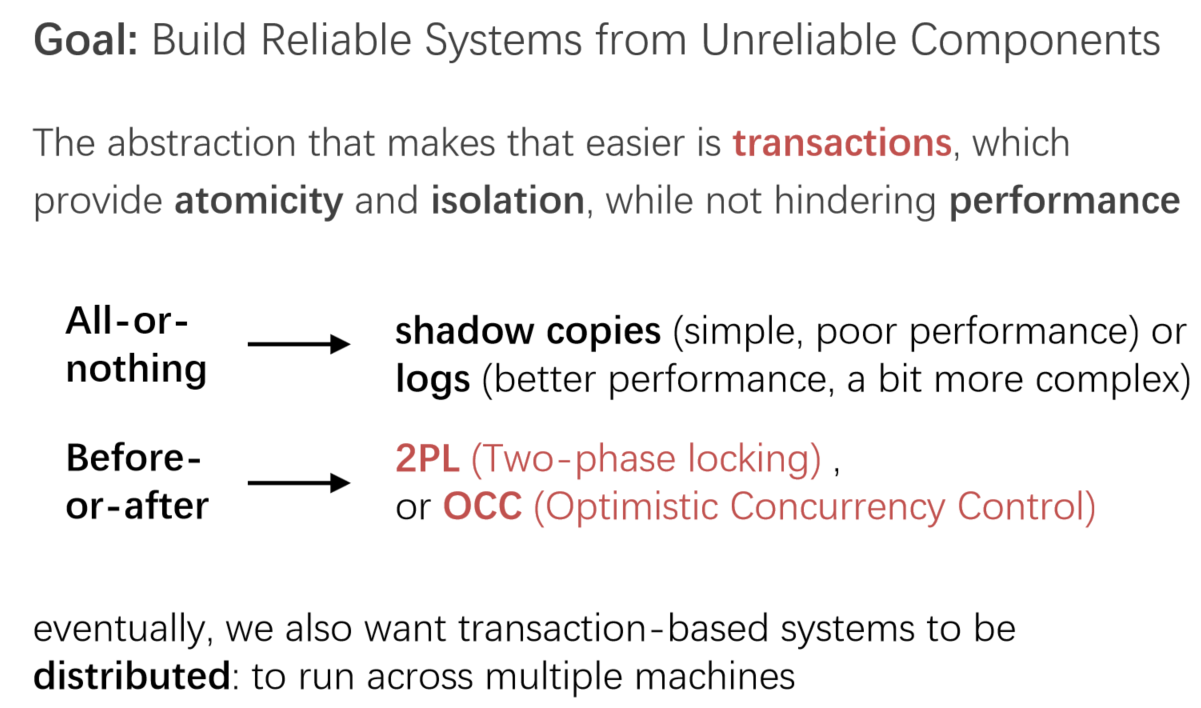 Goal: Build Reliable Systems from Unreliable Components
The abstraction that makes that easier is transactions, which
provide atomicity and isolation, while not hindering performance
All-or-
nothing
shadow copies (simple, poor performance) or
logs (better performance, a bit more complex)
Before-
or-after
2PL (Two-phase locking) ,
or OCC (Optimistic Concurrency Control)
eventually, we also want transaction-based systems to be
distributed: to run across multiple machines